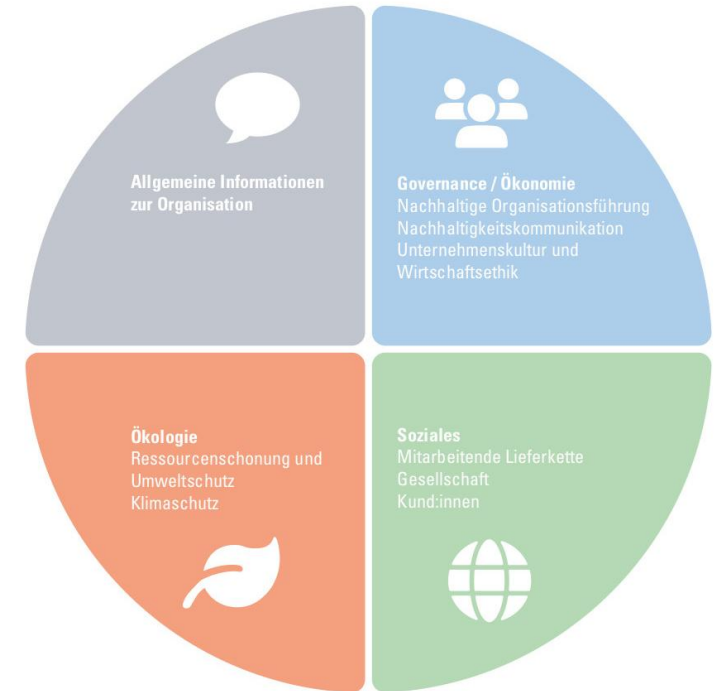 Allgemeine Informationen
zur Organisation
Governance / Ökonomie
Nachhaltige Organisationsführung
Nachhaltigkeitskommunikation
Unternehmenskultur und
Wirtschaftsethik
Ökologie
Ressourcenschonung und
Umweltschutz
Klimaschutz
Soziales
Mitarbeitende Lieferkette
Gesellschaft
Kund:innen